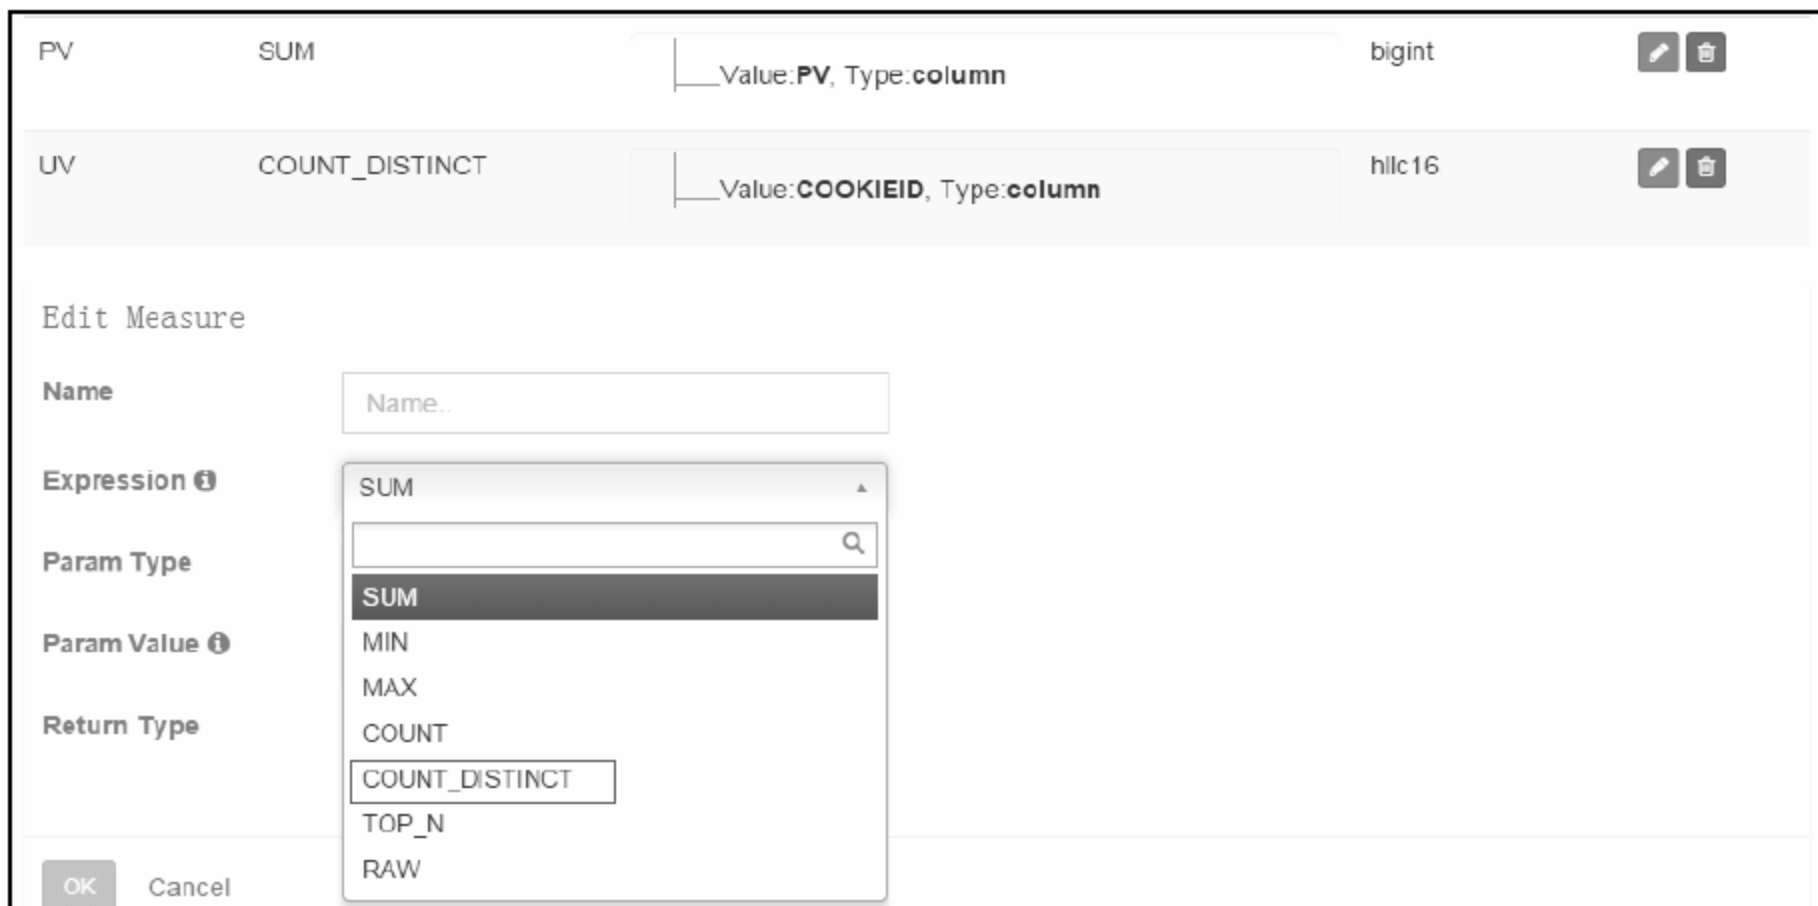 PV SUM Value:PV, Type:column bigint
UV COUNT_DISTINCT Value:COOKIEID, Type:column hllc16
Edit Measure
Name Name..
Expression SUM
Param Type
SUM
MIN
Param Value
MAX
Return Type COUNT
COUNT_DISTINCT
TOP_N
RAW
OK Cancel